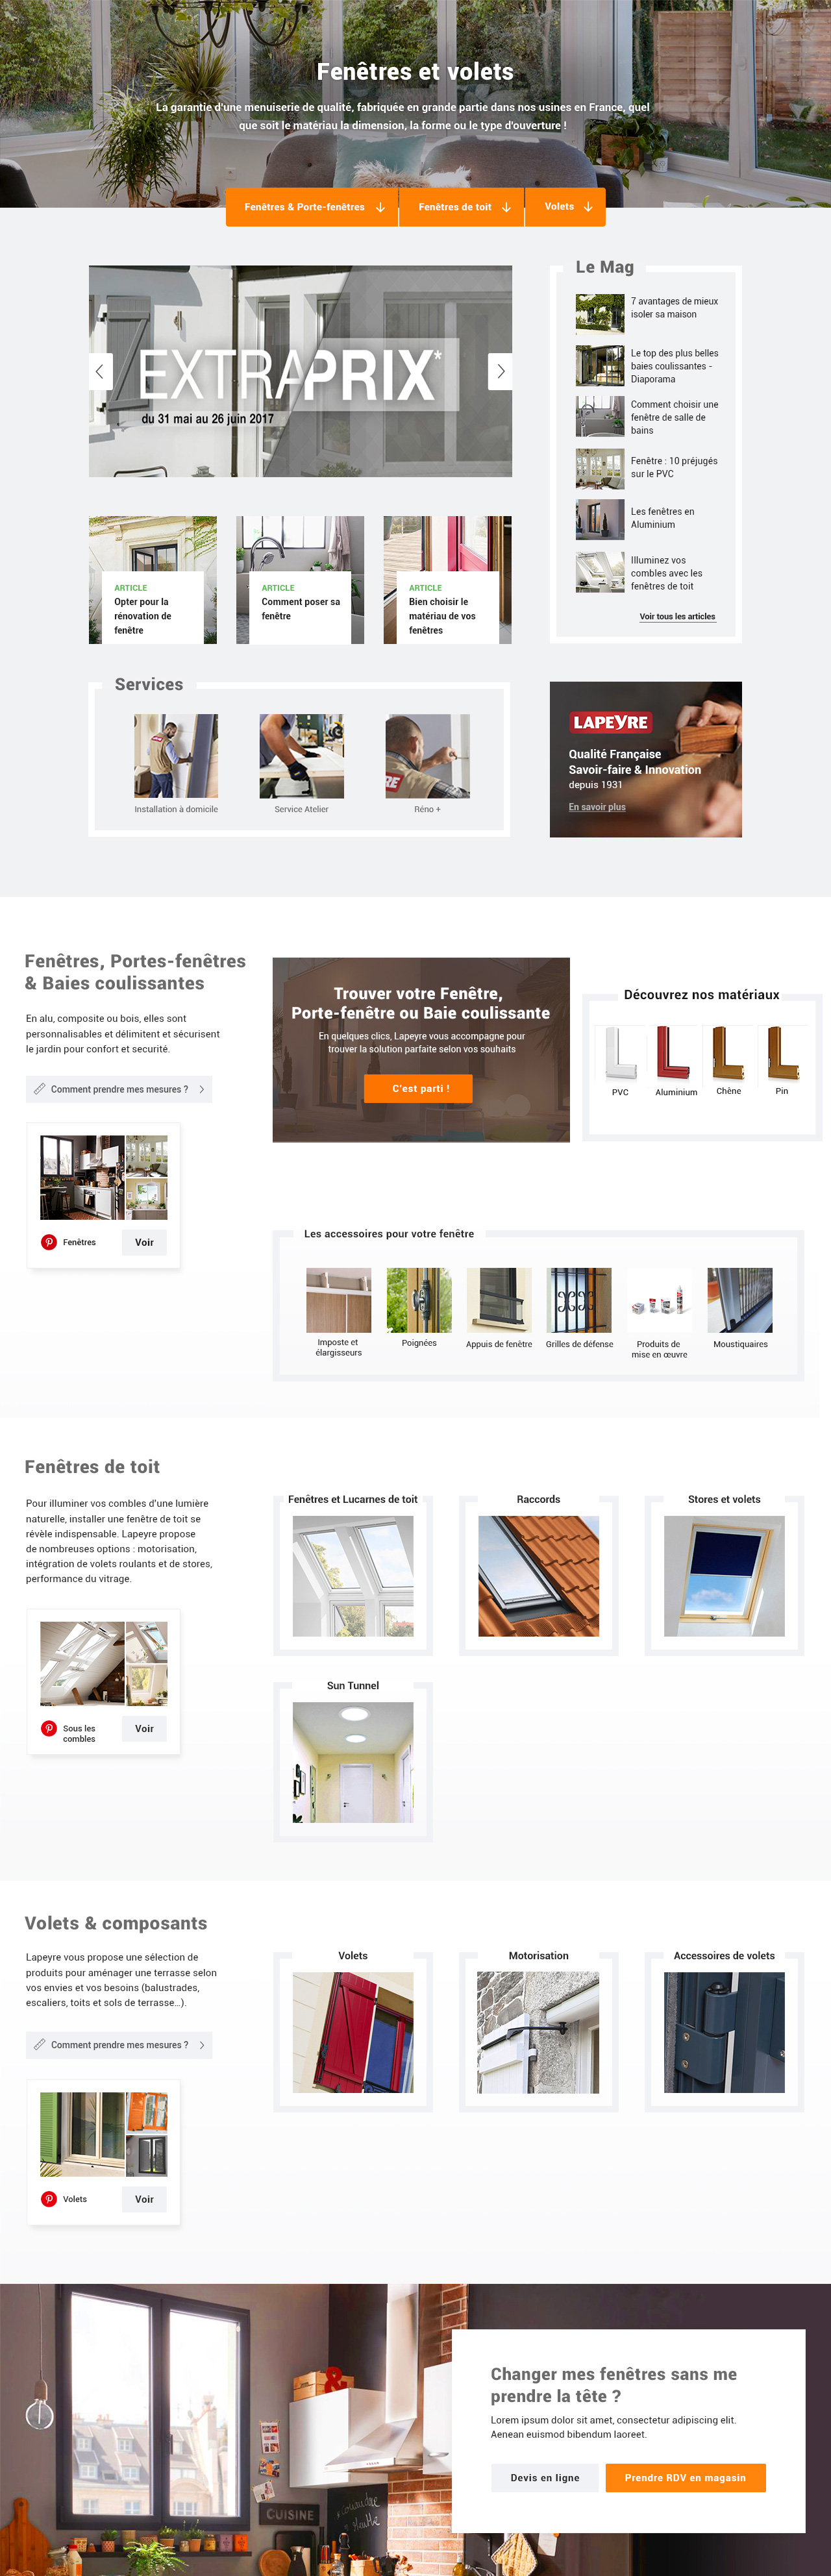 Fenêtres et volets
La garantie d'une menuiserie de qualité, fabriquée en grande partie dans nos usines en France, quel
que soit le matériau la dimension, la forme ou le type d'ouverture !
Fenêtres & Porte-fenêtres
Fenêtres de toit
Volets
EXTRAPRIX*
du 31 mai au 26 juin 2017
Le Mag
7 avantages de mieux
isoler sa maison
Le top des plus belles
baies coulissantes -
Diaporama
Comment choisir une
fenêtre de salle de
bains
Fenêtre : 10 préjugés
sur le PVC
Les fenêtres en
Aluminium
Illuminez vos
combles avec les
fenêtres de toit
Voir tous les articles
ARTICLE
Opter pour la
rénovation de
fenêtre
ARTICLE
Comment poser sa
fenêtre
ARTICLE
Bien choisir le
matériau de vos
fenêtres
Services
Installation à domicile
Service Atelier
Réno +
LAPEYRE
Qualité Française
Savoir-faire & Innovation
depuis 1931
En savoir plus
Fenêtres, Portes-fenêtres
& Baies coulissantes
En alu, composite ou bois, elles sont
personnalisables et délimitent et sécurisent
le jardin pour confort et securité.
Comment prendre mes mesures ?
Fenêtres
Voir
Trouver votre Fenêtre,
Porte-fenêtre ou Baie coulissante
En quelques clics, Lapeyre vous accompagne pour
trouver la solution parfaite selon vos souhaits
C'est parti !
Découvrez nos matériaux
PVC
Aluminium
Chêne
Pin
Les accessoires pour votre fenêtre
Imposte et
élargisseurs
Poignées
Appuis de fenêtre
Grilles de défense
Produits de
mise en œuvre
Moustiquaires
Fenêtres de toit
Pour illuminer vos combles d'une lumière
naturelle, installer une fenêtre de toit se
révèle indispensable. Lapeyre propose
de nombreuses options : motorisation,
intégration de volets roulants et de stores,
performance du vitrage.
Sous les
combles
Voir
Fenêtres et Lucarnes de toit
Raccords
Stores et volets
Sun Tunnel
Volets & composants
Lapeyre vous propose une sélection de
produits pour aménager une terrasse selon
vos envies et vos besoins (balustrades,
escaliers, toits et sols de terrasse...).
Comment prendre mes mesures ?
Volets
Voir
Volets
Motorisation
Accessoires de volets
&
CUISINE
Changer mes fenêtres sans me
prendre la tête ?
Lorem ipsum dolor sit amet, consectetur adipiscing elit.
Aenean euismod bibendum laoreet.
Devis en ligne
Prendre RDV en magasin